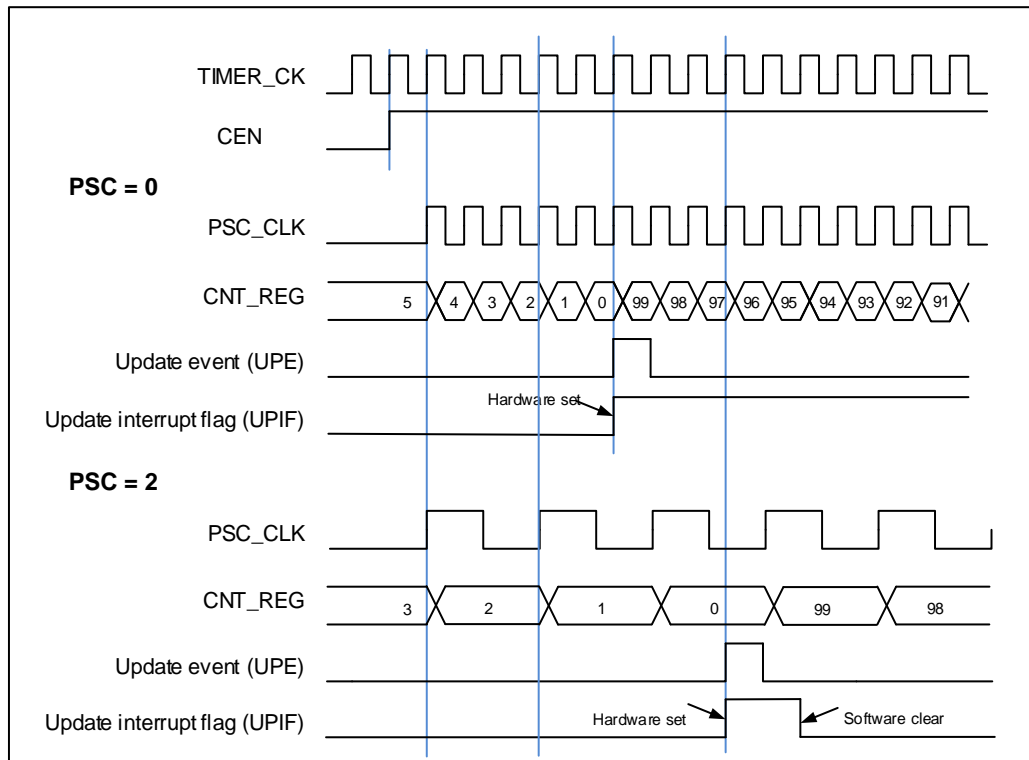 TIMER_CK
CEN
PSC = 0
PSC_CLK
CNT_REG 5 4 3 2 1 0 99 98 97 96 95 94 93 92 91
Update event (UPE)
Hardware set
Update interrupt flag (UPIF)
PSC = 2
PSC_CLK
CNT_REG 3 2 1 0 99 98
Update event (UPE)
Update interrupt flag (UPIF) Hardware set Software clear